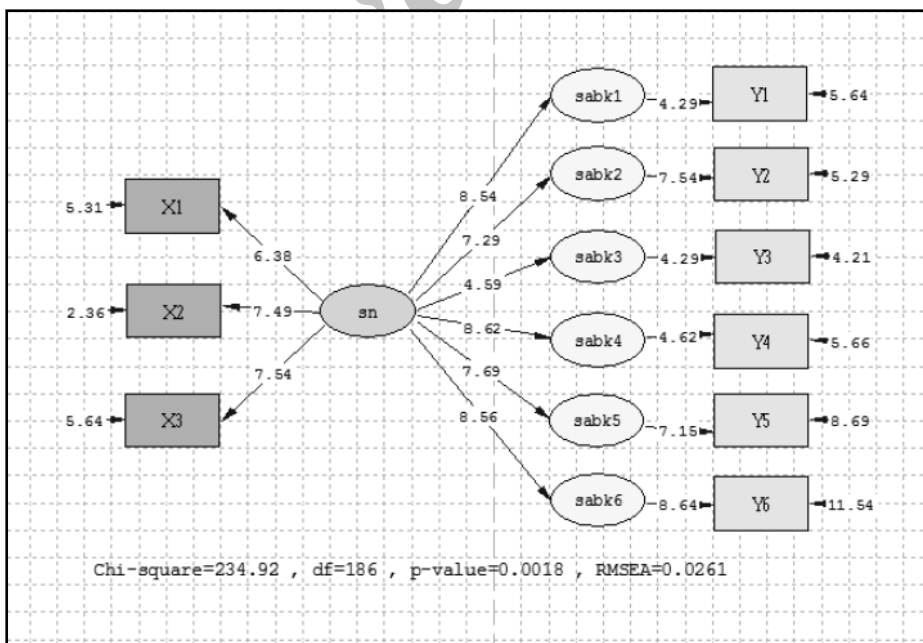 sabk1
4.29
Y1
5.64
8.54
sabk2
7.54
Y2
5.29
5.31
X1
7.29
6.38
sabk3
4.29
Y3
4.21
4.59
2.36
X2
7.49
sn
8.62
sabk4
4.62
Y4
5.66
7.54
7.69
5.64
X3
8.56
sabk5
7.15
Y5
8.69
sabk6
8.64
Y6
11.54
Chi-square=234.92 , df=186 , p-value=0.0018 , RMSEA=0.0261